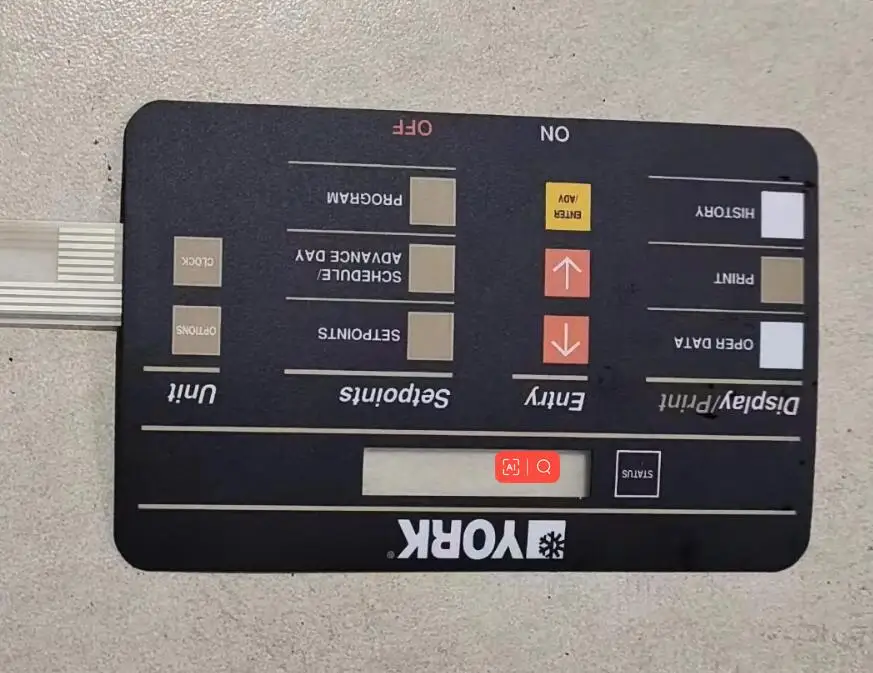 YORK®
STATUS
Display/Print
Entry
Setpoints
Unit
OPER DATA
SETPOINTS
OPTIONS
PRINT
SCHEDULE/
ADVANCE DAY
CLOCK
HISTORY
ENTER
/ADV
PROGRAM
ON
OFF
AI